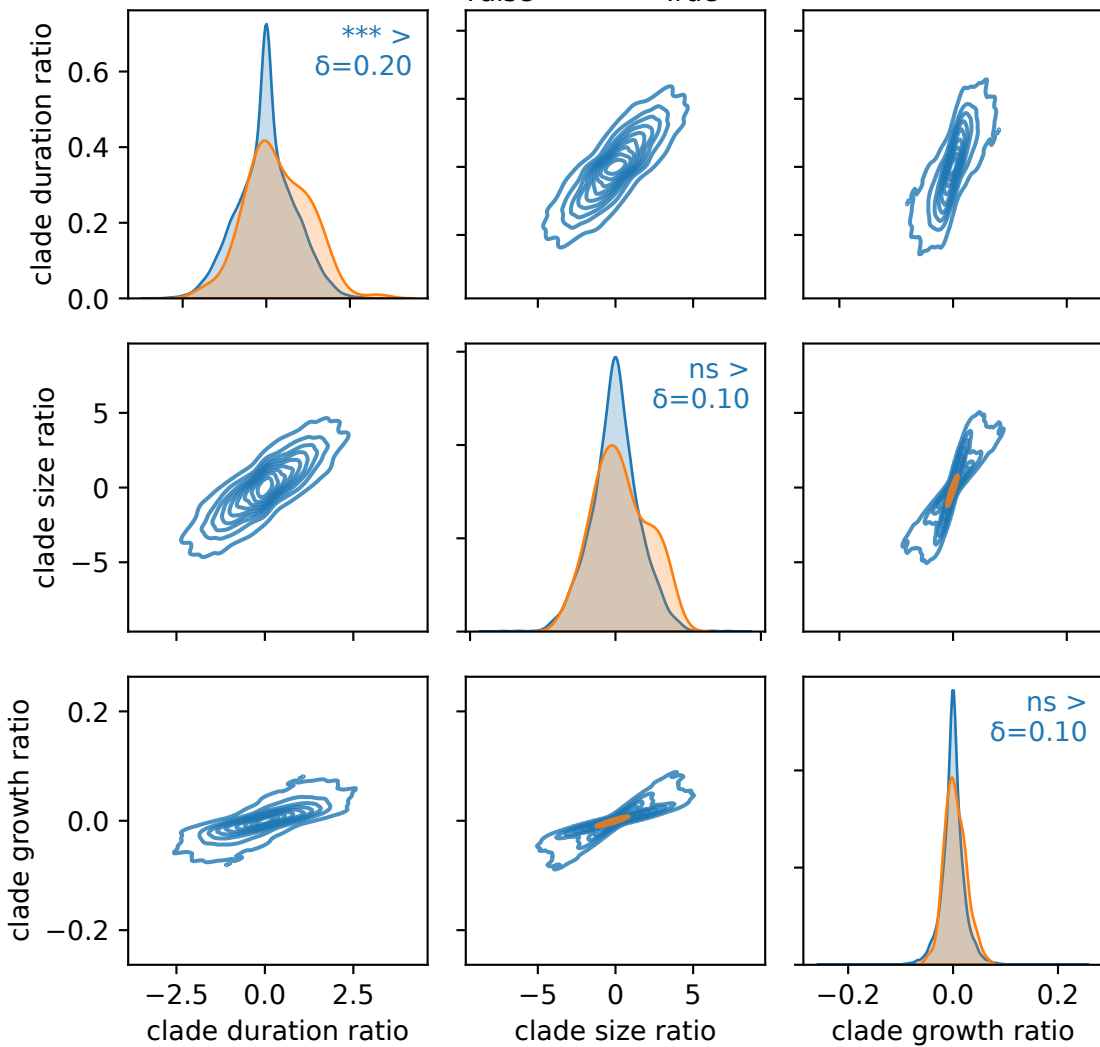 *** >
δ=0.20
clade duration ratio
0.6
0.4
0.2
0.0
ns >
δ=0.10
clade size ratio
5
0
−5
ns >
δ=0.10
clade growth ratio
0.2
0.0
−0.2
−2.5 0.0 2.5
−5 0 5
−0.2 0.0 0.2
clade duration ratio
clade size ratio
clade growth ratio